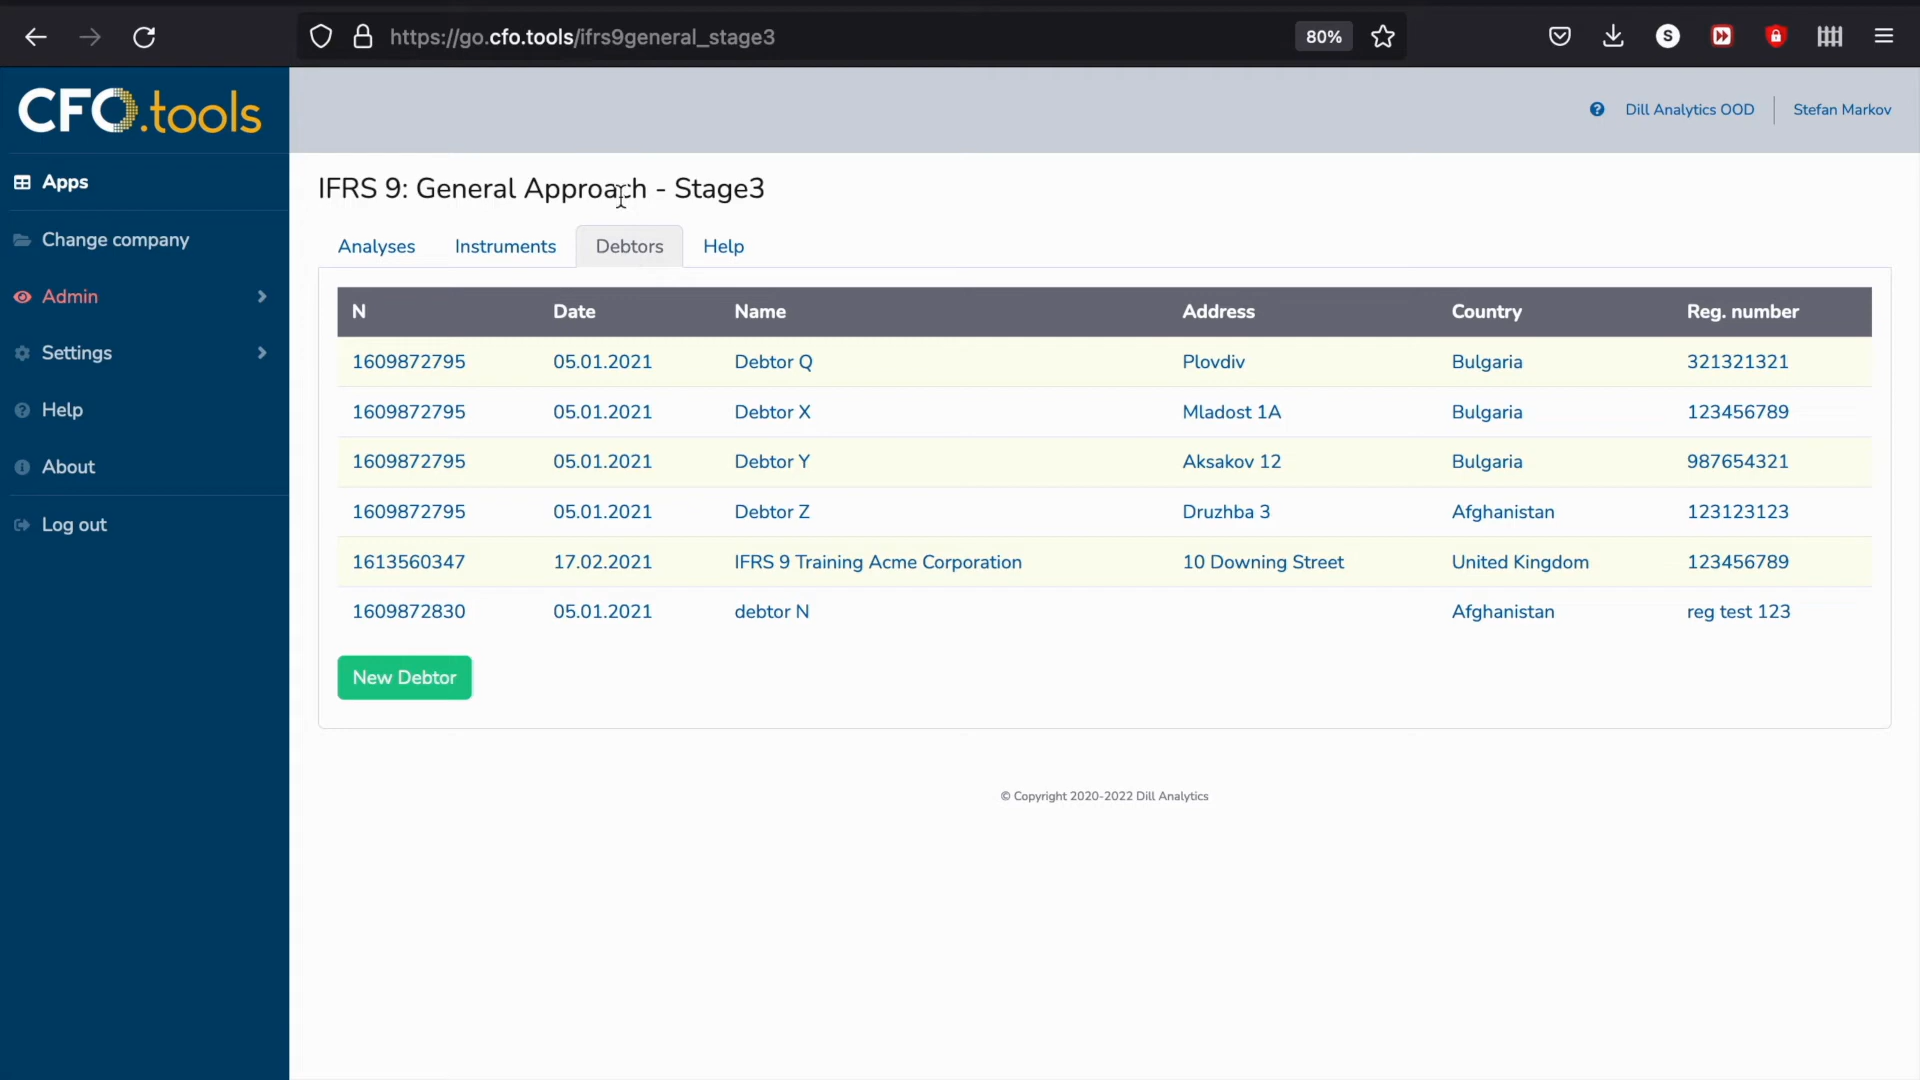 https://go.cfo.tools/ifrs9general_stage3
80%
S
CFO.tools
Dill Analytics OOD
Stefan Markov
Apps
Change company
Admin
Settings
Help
About
Log out
IFRS 9: General Approach - Stage3
Analyses Instruments Debtors Help
N Date Name Address Country Reg. number
1609872795 05.01.2021 Debtor Q Plovdiv Bulgaria 321321321
1609872795 05.01.2021 Debtor X Mladost 1A Bulgaria 123456789
1609872795 05.01.2021 Debtor Y Aksakov 12 Bulgaria 987654321
1609872795 05.01.2021 Debtor Z Druzhba 3 Afghanistan 123123123
1613560347 17.02.2021 IFRS 9 Training Acme Corporation 10 Downing Street United Kingdom 123456789
1609872830 05.01.2021 debtor N Afghanistan reg test 123
New Debtor
© Copyright 2020-2022 Dill Analytics